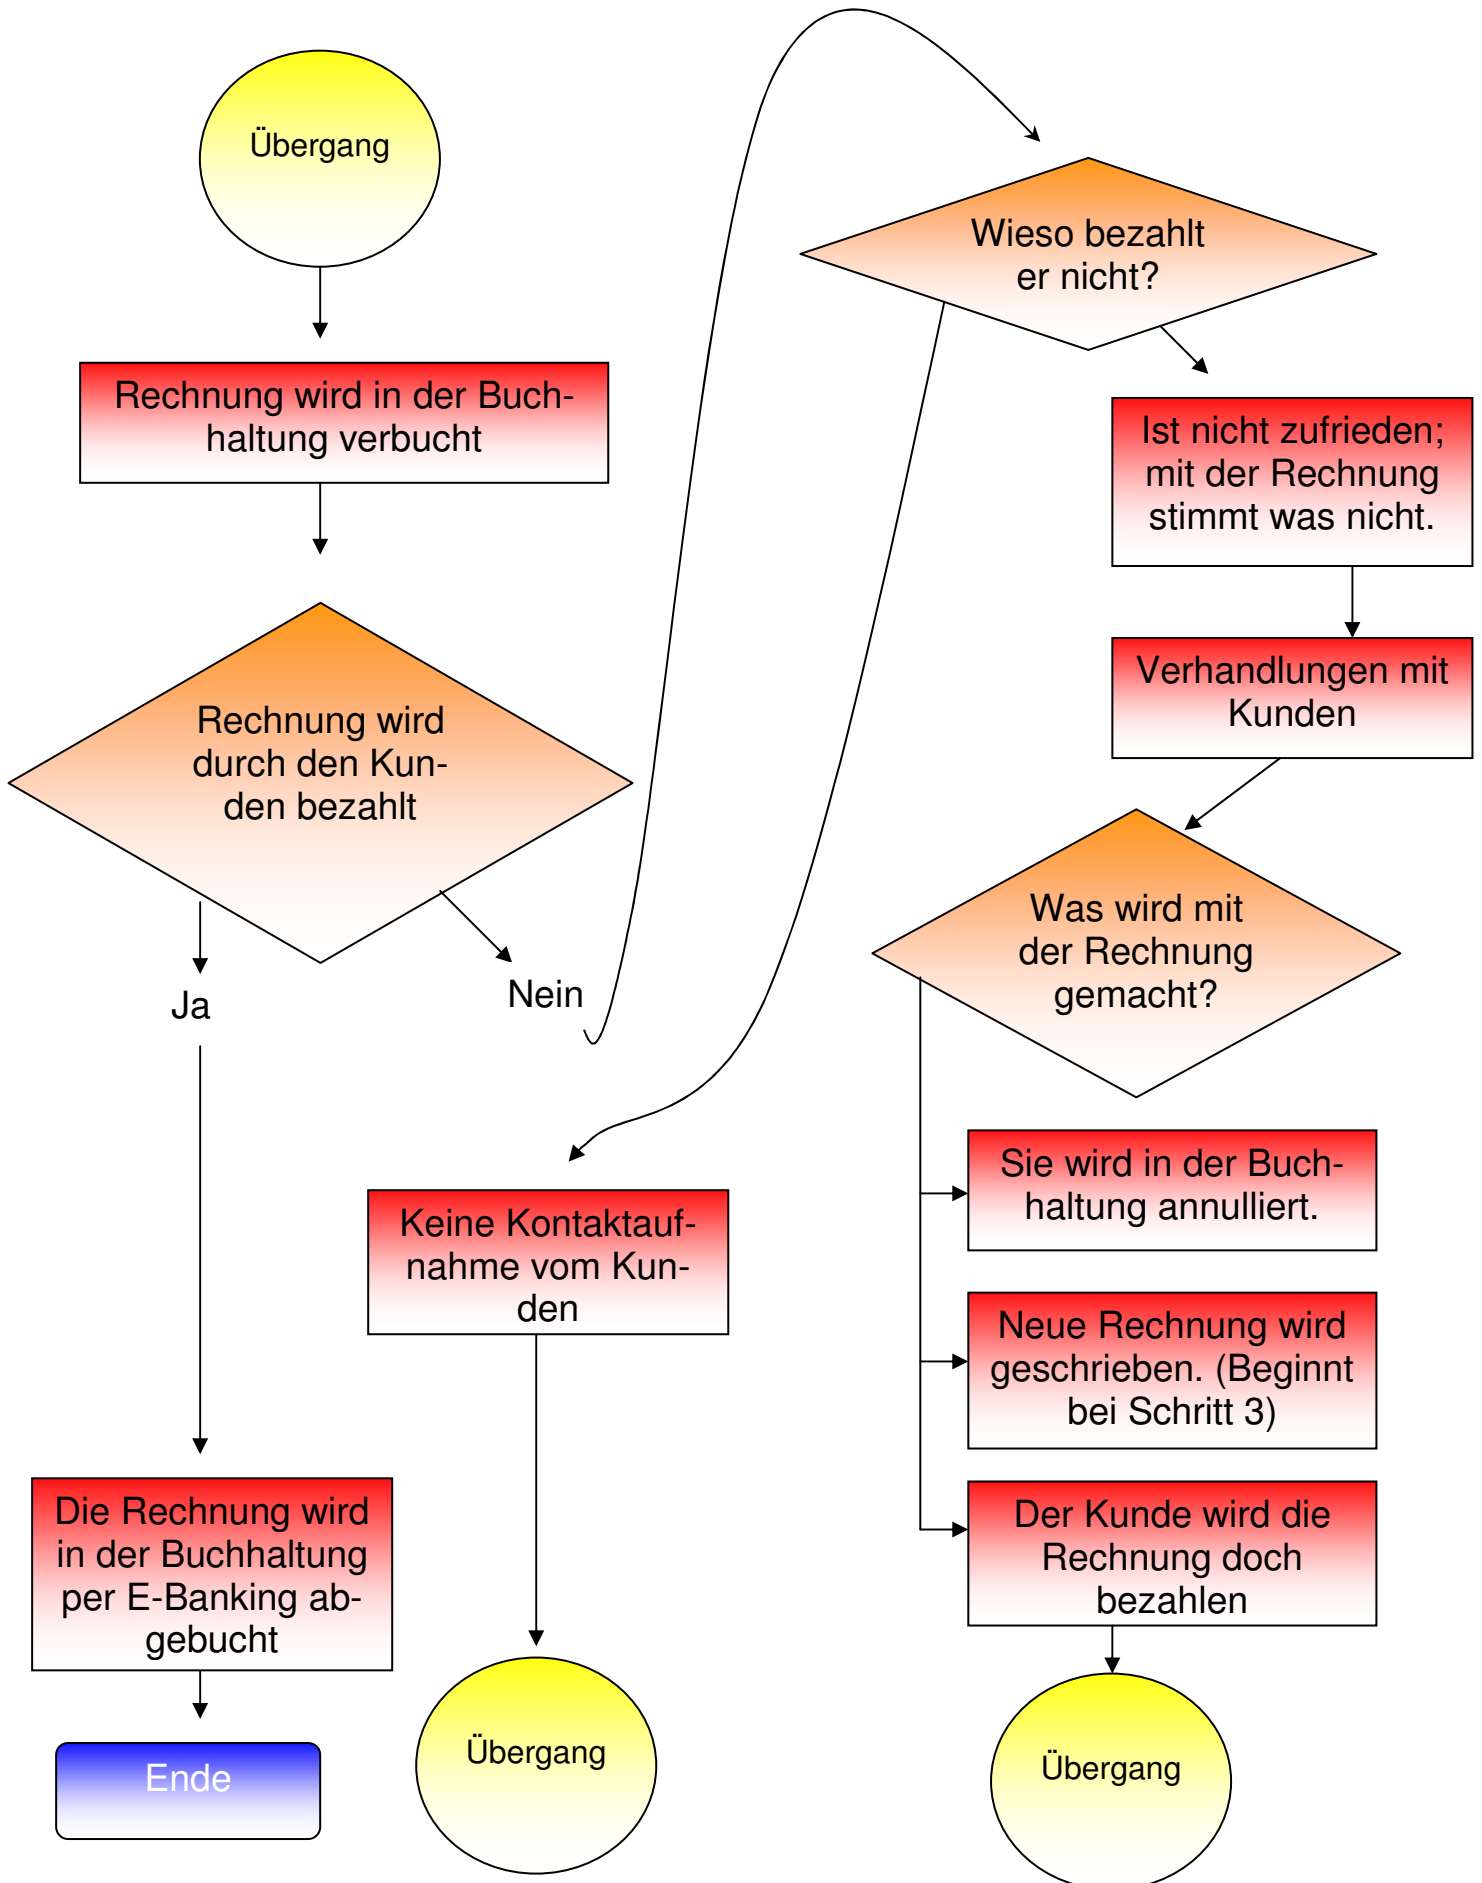 Übergang
Rechnung wird in der Buch-
haltung verbucht
Rechnung wird
durch den Kun-
den bezahlt
Ja
Nein
Wieso bezahlt
er nicht?
Ist nicht zufrieden;
mit der Rechnung
stimmt was nicht.
Verhandlungen mit
Kunden
Was wird mit
der Rechnung
gemacht?
Sie wird in der Buch-
haltung annulliert.
Neue Rechnung wird
geschrieben. (Beginnt
bei Schritt 3)
Der Kunde wird die
Rechnung doch
bezahlen
Übergang
Keine Kontaktauf-
nahme vom Kun-
den
Übergang
Die Rechnung wird
in der Buchhaltung
per E-Banking ab-
gebucht
Ende